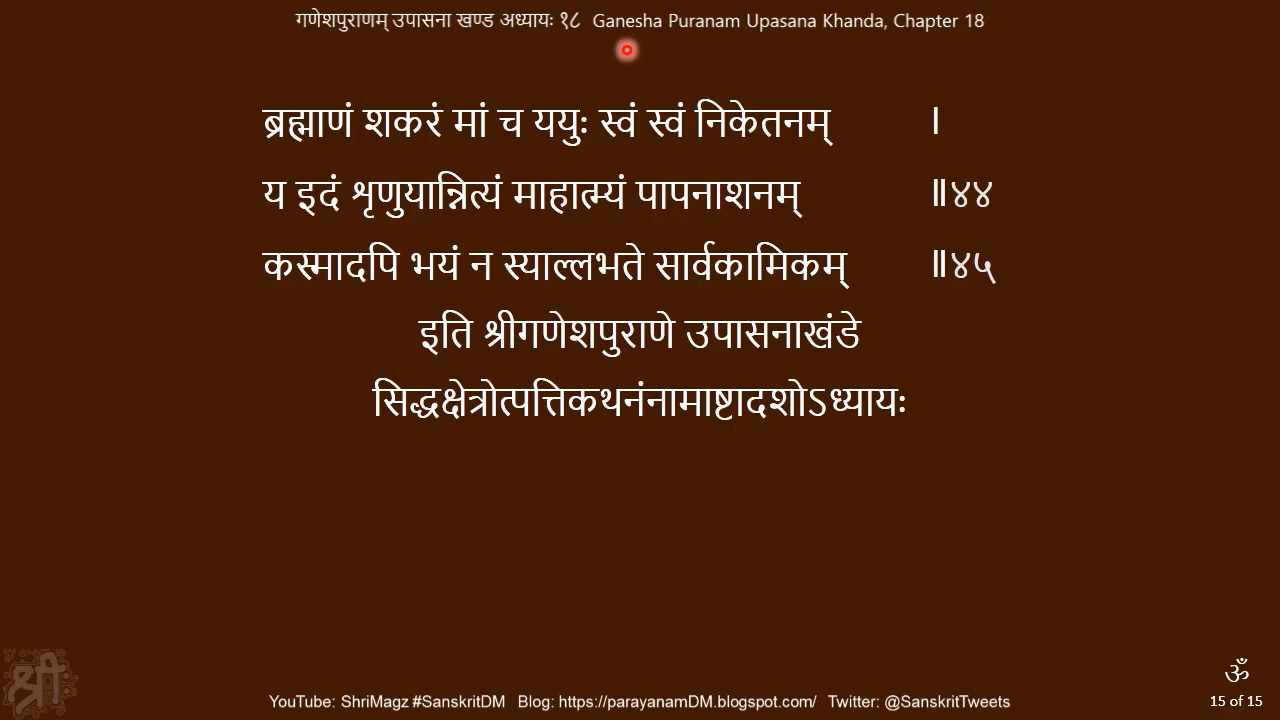 गणेशपुराणम् उपासना खण्ड अध्यायः १८ Ganesha Puranam Upasana Khanda, Chapter 18
ब्रह्माणं शकरं मां च ययुः स्वं स्वं निकेतनम् ।
य इदं श्रृणुयान्नित्यं माहात्म्यं पापनाशनम् ॥४४
कस्मादपि भयं न स्याल्लभते सार्वकामिकम् ॥४५
इति श्रीगणेशपुराणे उपासनाखंडे
सिद्धक्षेत्रोत्पत्तिकथनंनामाष्टादशोऽध्यायः
श्री
ॐ
YouTube: ShriMagz #SanskritDM Blog: https://parayanamDM.blogspot.com/ Twitter: @SanskritTweets
15 of 15